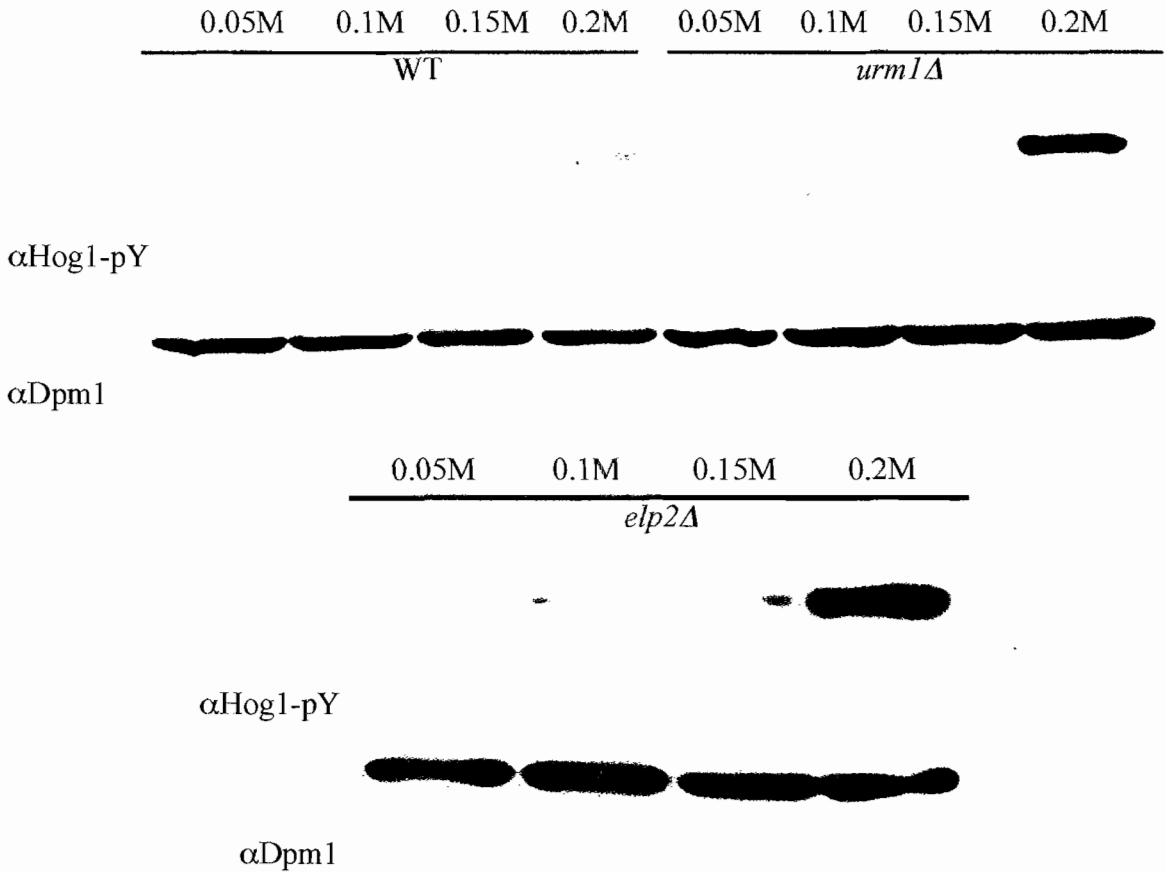 0.05M 0.1M 0.15M 0.2M 0.05M 0.1M 0.15M 0.2M
WT urm1Δ
αHog1-pY
αDpm1
0.05M 0.1M 0.15M 0.2M
elp2Δ
αHog1-pY
αDpm1